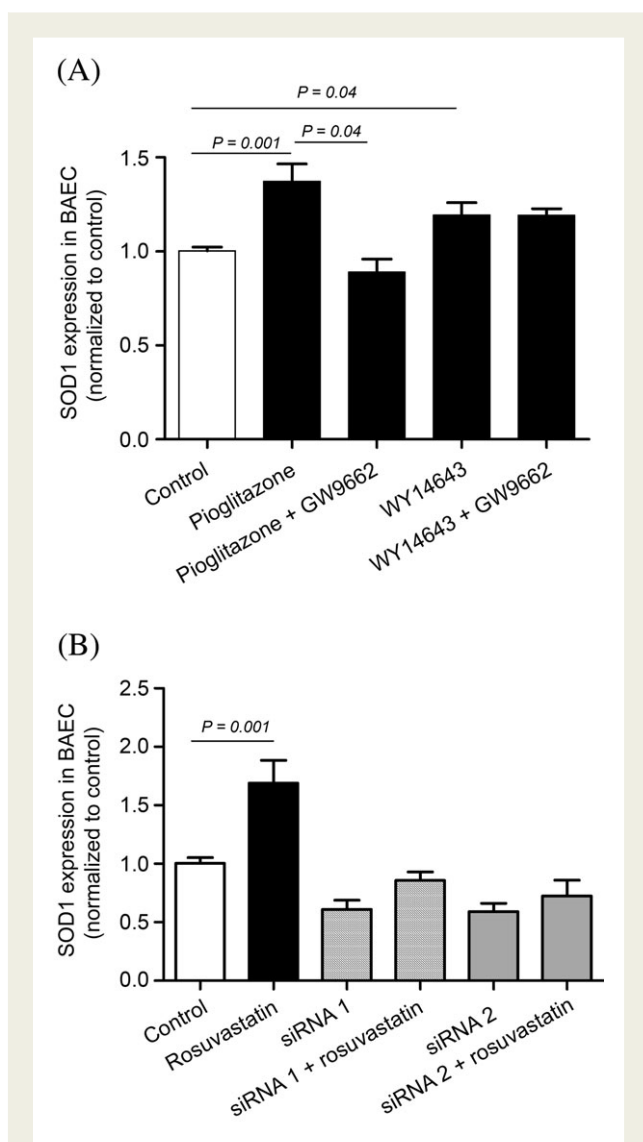 (A)
P = 0.04
P = 0.001
P = 0.04
SOD1 expression in BAEC
(normalized to control)
1.5
1.0
0.5
0.0
Control
Pioglitazone
Pioglitazone + GW9662
WY14643
WY14643 + GW9662
(B)
P = 0.001
SOD1 expression in BAEC
(normalized to control)
2.5
2.0
1.5
1.0
0.5
0.0
Control
Rosuvastatin
siRNA 1
siRNA 1 + rosuvastatin
siRNA 2
siRNA 2 + rosuvastatin